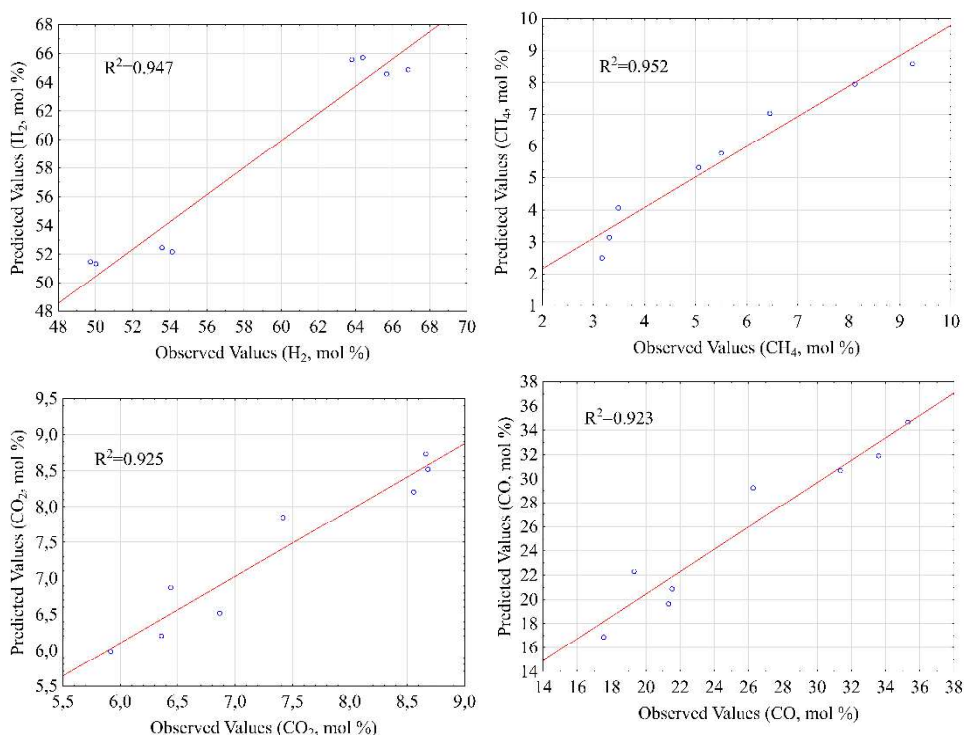 68
66
64
62
60
58
56
54
52
50
48
R²=0.947
Predicted Values (H₂, mol %)
48 50 52 54 56 58 60 62 64 66 68 70
Observed Values (H₂, mol %)
10
9
8
7
6
5
4
3
2
1
R²=0.952
Predicted Values (CH₄, mol %)
2 3 4 5 6 7 8 9 10
Observed Values (CH₄, mol %)
9,5
9,0
8,5
8,0
7,5
7,0
6,5
6,0
5,5
R²=0.925
Predicted Values (CO₂, mol %)
5,5 6,0 6,5 7,0 7,5 8,0 8,5 9,0
Observed Values (CO₂, mol %)
38
36
34
32
30
28
26
24
22
20
18
16
14
R²=0.923
Predicted Values (CO, mol %)
14 16 18 20 22 24 26 28 30 32 34 36 38
Observed Values (CO, mol %)